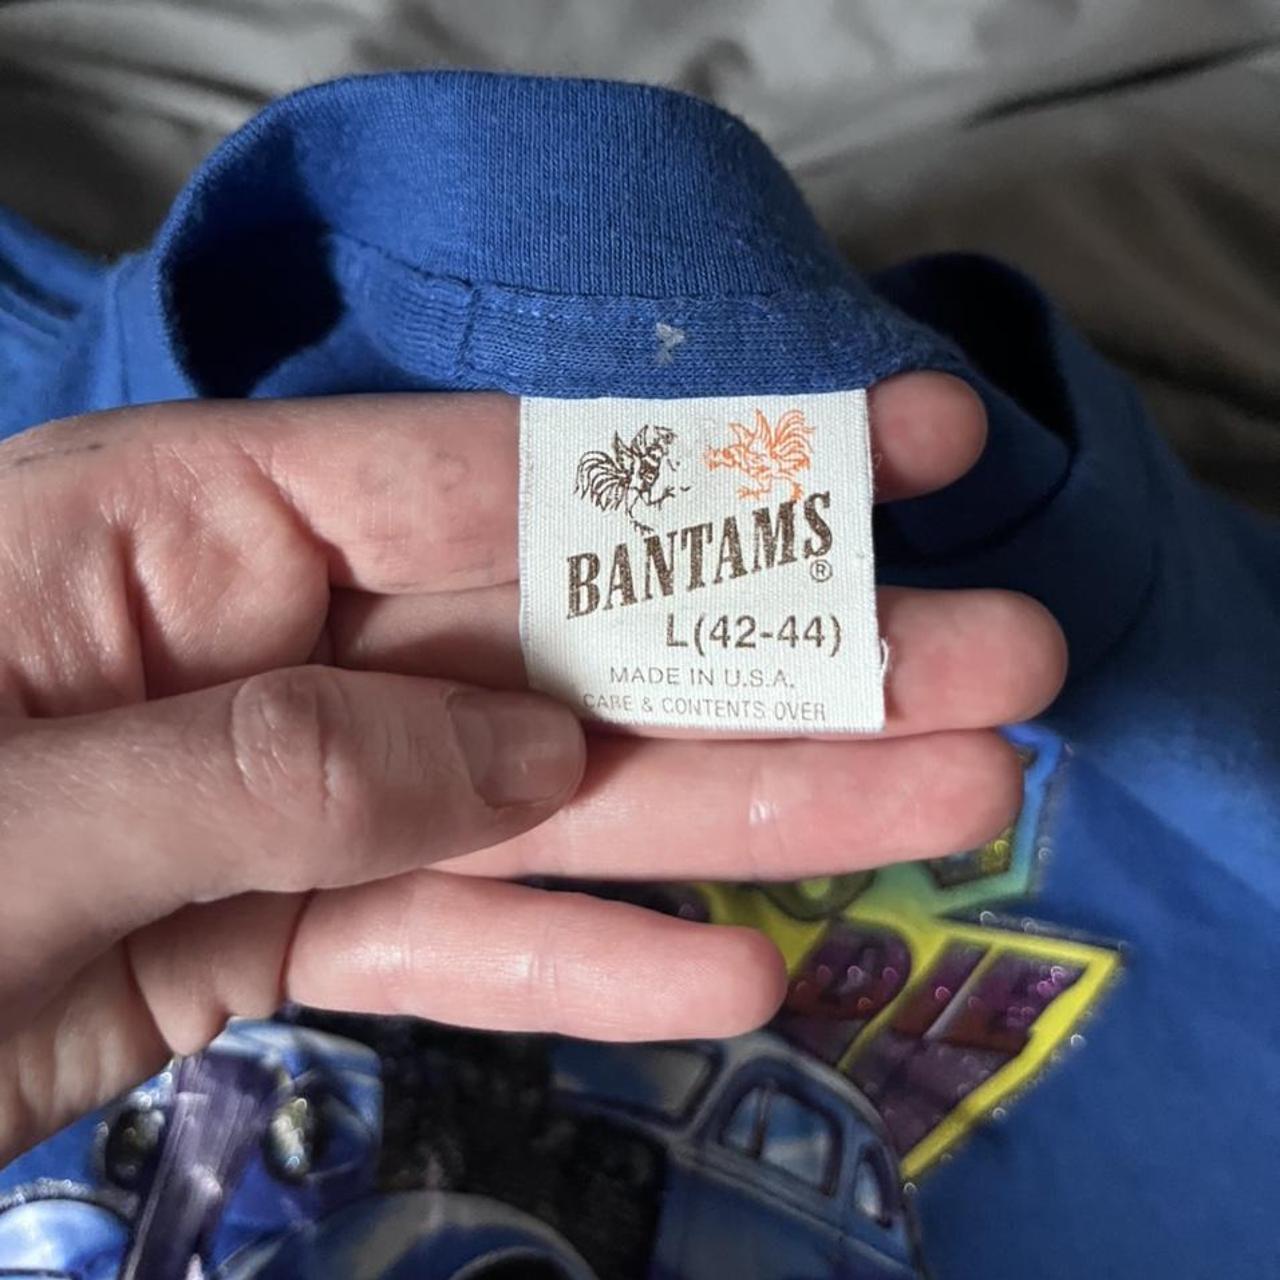 BANTAMS®
L(42-44)
MADE IN U.S.A.
CARE & CONTENTS OVER